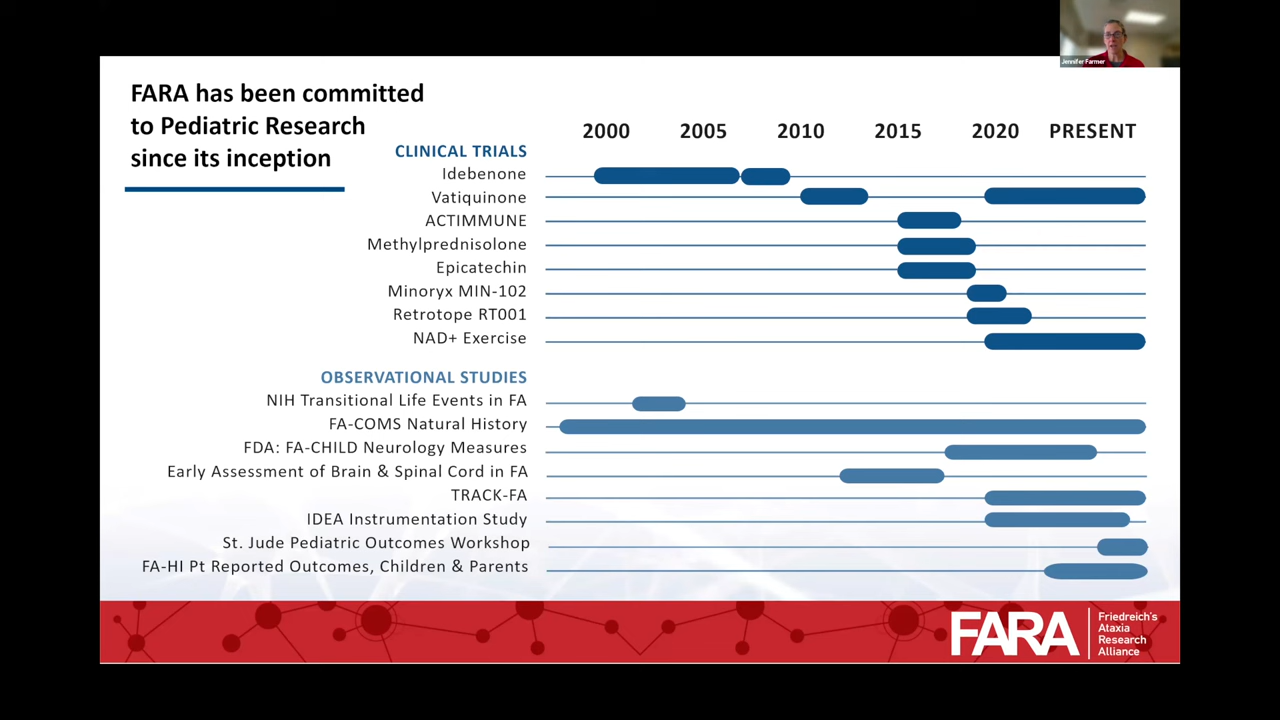 Jennifer Farmer
FARA has been committed
to Pediatric Research
since its inception
2000 2005 2010 2015 2020 PRESENT
CLINICAL TRIALS
Idebenone
Vatiquinone
ACTIMMUNE
Methylprednisolone
Epicatechin
Minoryx MIN-102
Retrotope RT001
NAD+ Exercise
OBSERVATIONAL STUDIES
NIH Transitional Life Events in FA
FA-COMS Natural History
FDA: FA-CHILD Neurology Measures
Early Assessment of Brain & Spinal Cord in FA
TRACK-FA
IDEA Instrumentation Study
St. Jude Pediatric Outcomes Workshop
FA-HI Pt Reported Outcomes, Children & Parents
FARA
Friedreich's
Ataxia
Research
Alliance